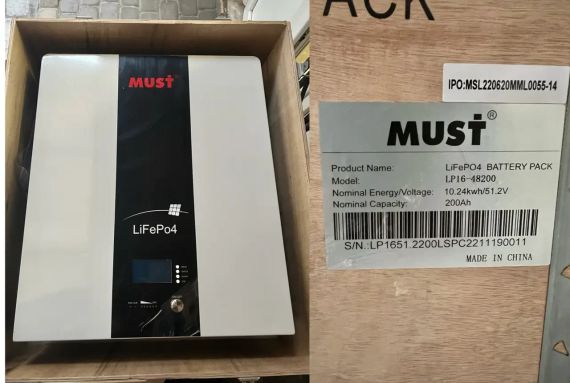 MUST
LiFePo4
ACK
IPO:MSL220620MML0055-14
MUST®
Product Name: LiFePO4 BATTERY PACK
Model: LP16-48200
Nominal Energy/Voltage: 10.24kwh/51.2V
Nominal Capacity: 200Ah
S/N.:LP1651.2200LSPC2211190011
MADE IN CHINA